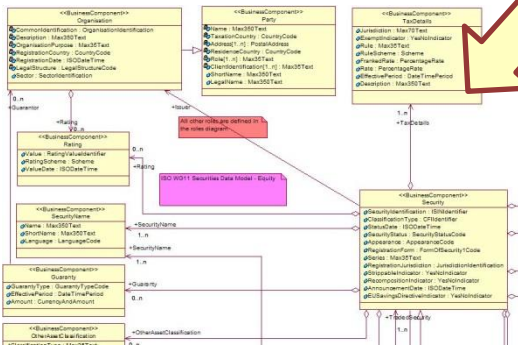 <<BusinessComponent>>
Organisation
CommonIdentification : OrganisationIdentification
Description : Max350Text
OrganisationPurpose : Max35Text
RegistrationCountry : CountryCode
RegistrationDate : ISODateTime
LegalStructure : LegalStructureCode
Sector : SectorIdentification
<<BusinessComponent>>
Party
Name : Max350Text
TaxationCountry : CountryCode
Address[1..n] : PostalAddress
ResidenceCountry : CountryCode
Role[1..n] : Max35Text
ClientIdentification[1..n] : Max35Text
ShortName : Max350Text
LegalName : Max350Text
<<BusinessComponent>>
TaxDetails
Jurisdiction : Max70Text
ExemptIndicator : YesNoIndicator
Rule : Max35Text
RuleScheme : Scheme
FrankedRate : PercentageRate
Rate : PercentageRate
EffectivePeriod : DateTimePeriod
Description : Max350Text
0..n
+Guarantor
+Rating
0..n
+Issuer
All other roles are defined in
the roles diagram
1..n
+TaxDetails
<<BusinessComponent>>
Rating
Value : RatingValueIdentifier
RatingScheme : Scheme
ValueDate : ISODateTime
0..n
+Rating
ISO WG11 Securities Data Model - Equity
<<BusinessComponent>>
SecurityName
Name : Max350Text
ShortName : Max350Text
Language : LanguageCode
+SecurityName
1..n
+SecurityName
1..n
<<BusinessComponent>>
Security
SecurityIdentification : ISINIdentifier
ClassificationType : CFIIdentifier
StatusDate : ISODateTime
SecurityStatus : SecurityStatusCode
Appearance : AppearanceCode
RegistrationForm : FormOfSecurity1Code
Series : Max35Text
RegistrationJurisdiction : JurisdictionIdentification
StrippableIndicator : YesNoIndicator
RecompositionIndicator : YesNoIndicator
AnnouncementDate : ISODateTime
EUSavingsDirectiveIndicator : YesNoIndicator
<<BusinessComponent>>
Guaranty
GuarantyType : GuarantyTypeCode
EffectivePeriod : DateTimePeriod
Amount : CurrencyAndAmount
+Guaranty
0..n
+TradedSecurity
1..n
<<BusinessComponent>>
OtherAssetClassification
+OtherAssetClassification
0..n